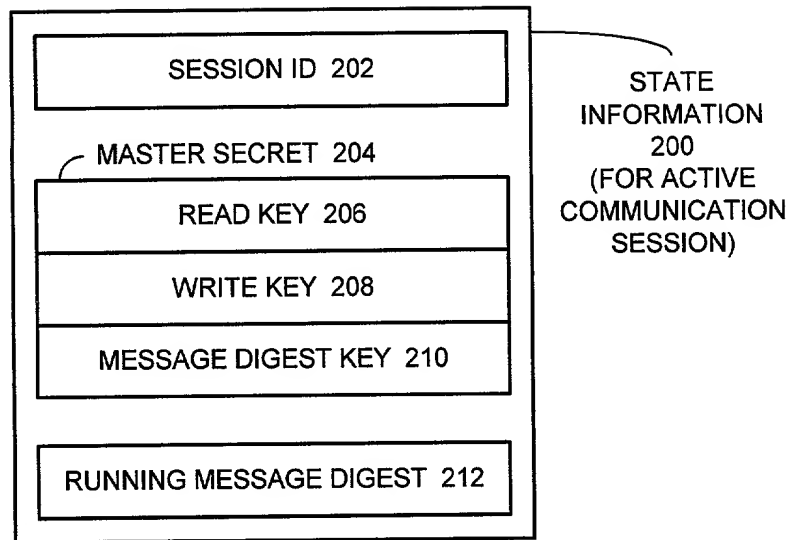 SESSION ID 202
MASTER SECRET 204
READ KEY 206
WRITE KEY 208
MESSAGE DIGEST KEY 210
RUNNING MESSAGE DIGEST 212
STATE
INFORMATION
200
(FOR ACTIVE
COMMUNICATION
SESSION)